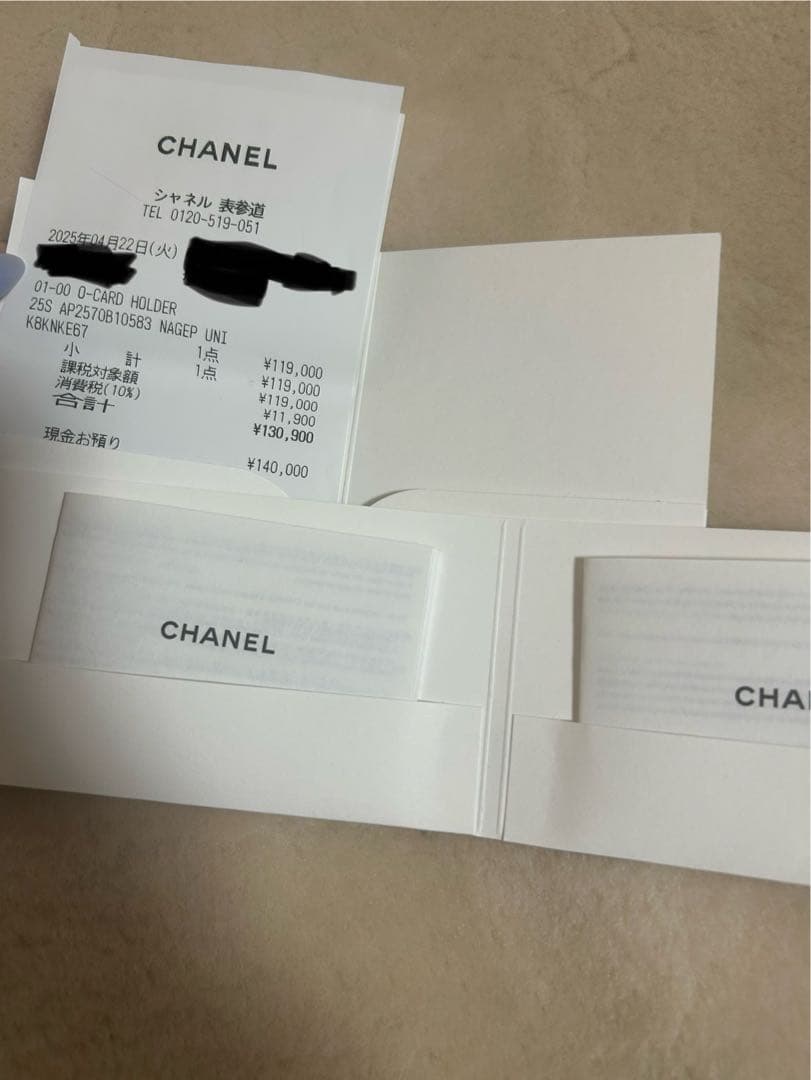 CHANEL
シャネル 表参道
TEL 0120-519-051
2025年04月22日(火)
01-00 O-CARD HOLDER
25S AP2570B10583 NAGEP UNI
K8KNKE67 1点 ¥119,000
小 計 1点 ¥119,000
課税対象額 ¥119,000
消費税(10%) ¥11,900
合計 ¥130,900
現金お預り ¥140,000
CHANEL
CHA